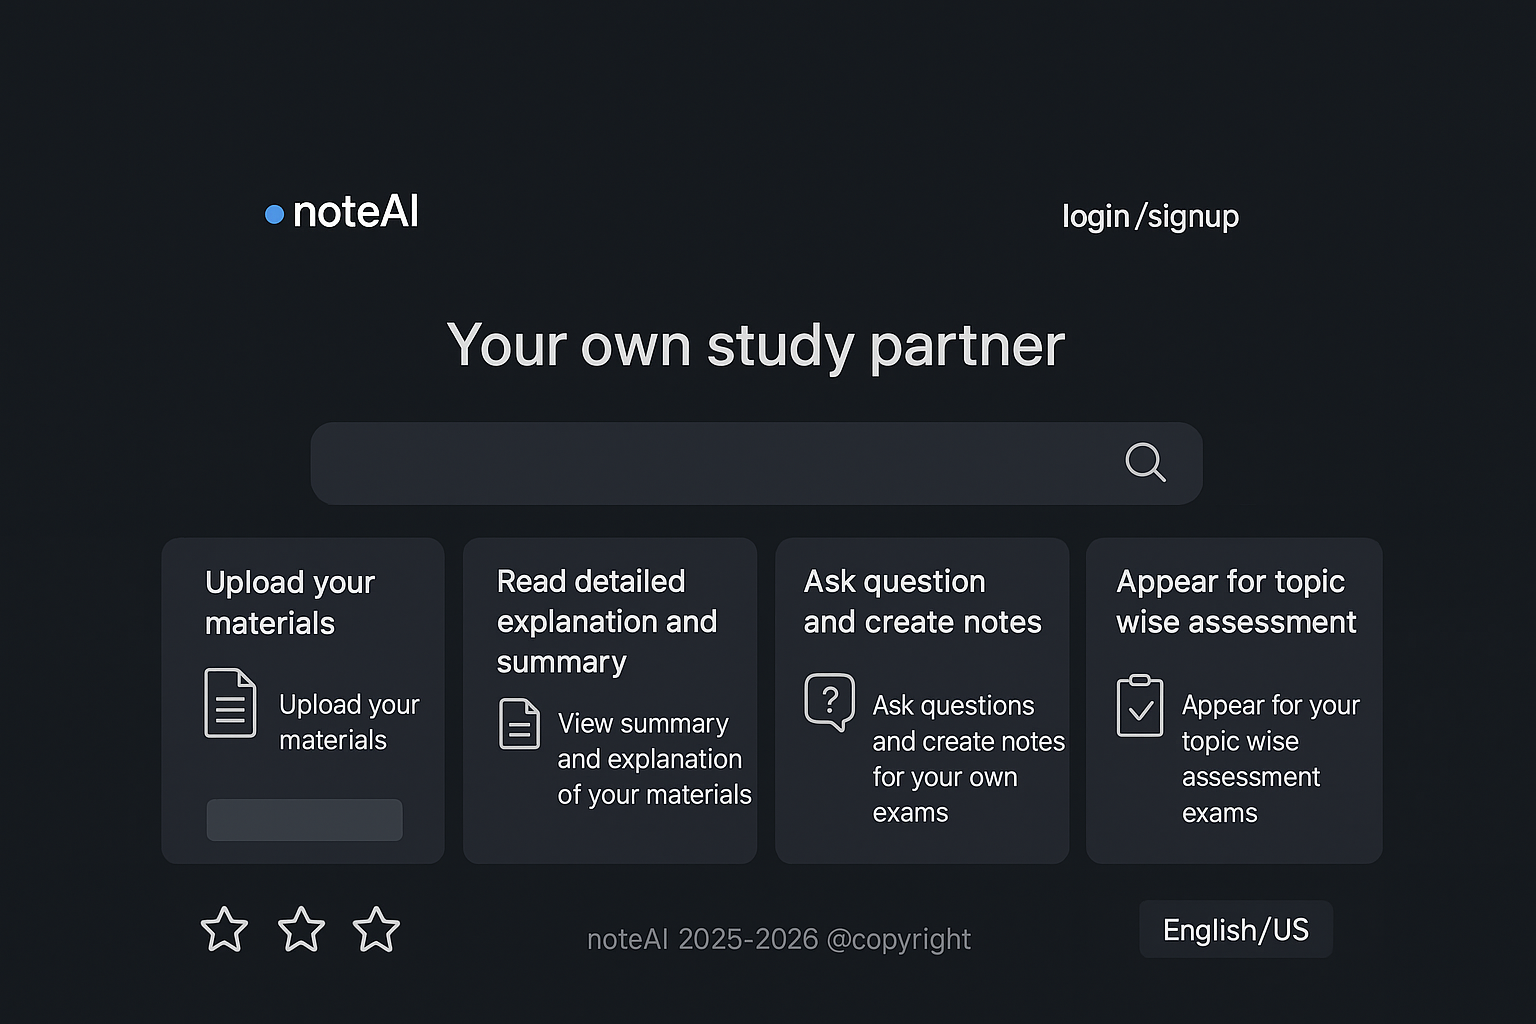 noteAI
login/signup
Your own study partner
Upload your
materials
Upload your
materials
Read detailed
explanation and
summary
View summary
and explanation
of your materials
Ask question
and create notes
?
Ask questions
and create notes
for your own
exams
Appear for topic
wise assessment
Appear for your
topic wise
assessment
exams
noteAI 2025-2026 @copyright
English/US